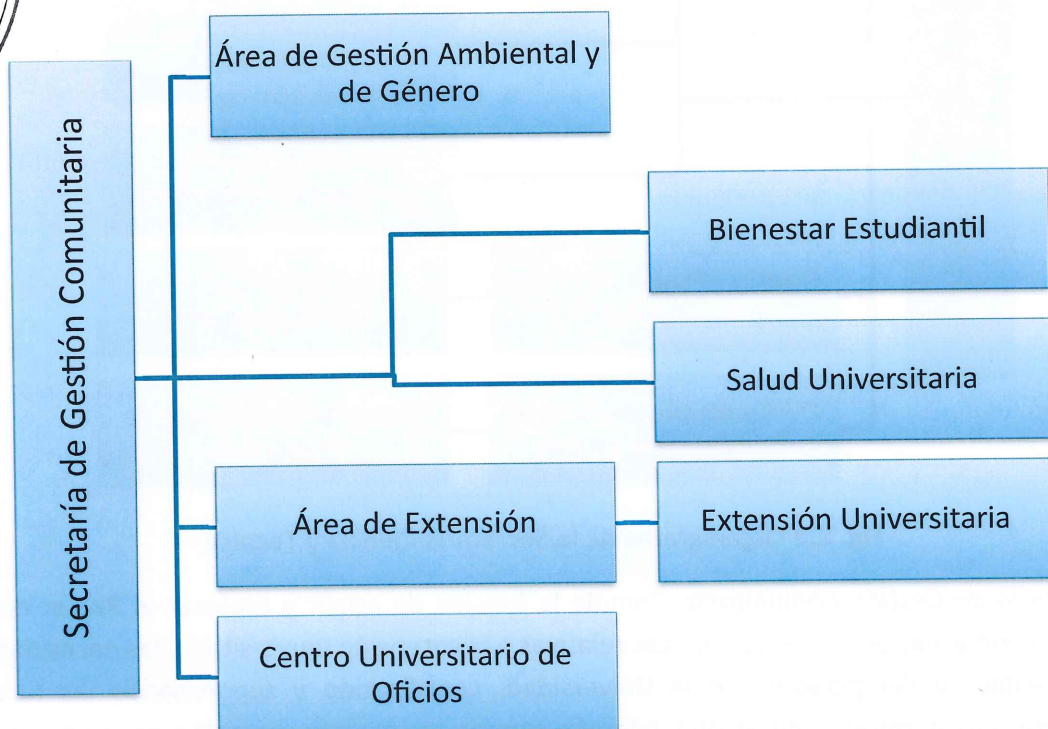 Secretaría de Gestión Comunitaria
Área de Gestión Ambiental y
de Género
Bienestar Estudiantil
Salud Universitaria
Área de Extensión
Extensión Universitaria
Centro Universitario de
Oficios